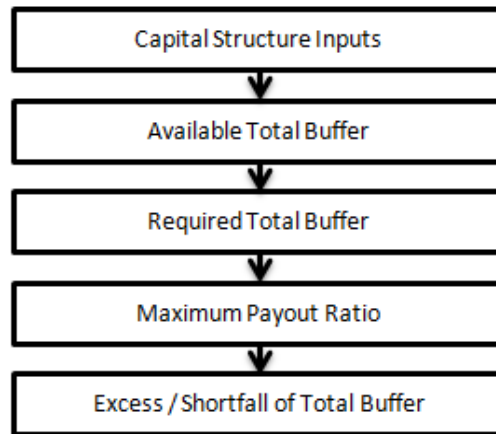 Capital Structure Inputs
Available Total Buffer
Required Total Buffer
Maximum Payout Ratio
Excess / Shortfall of Total Buffer